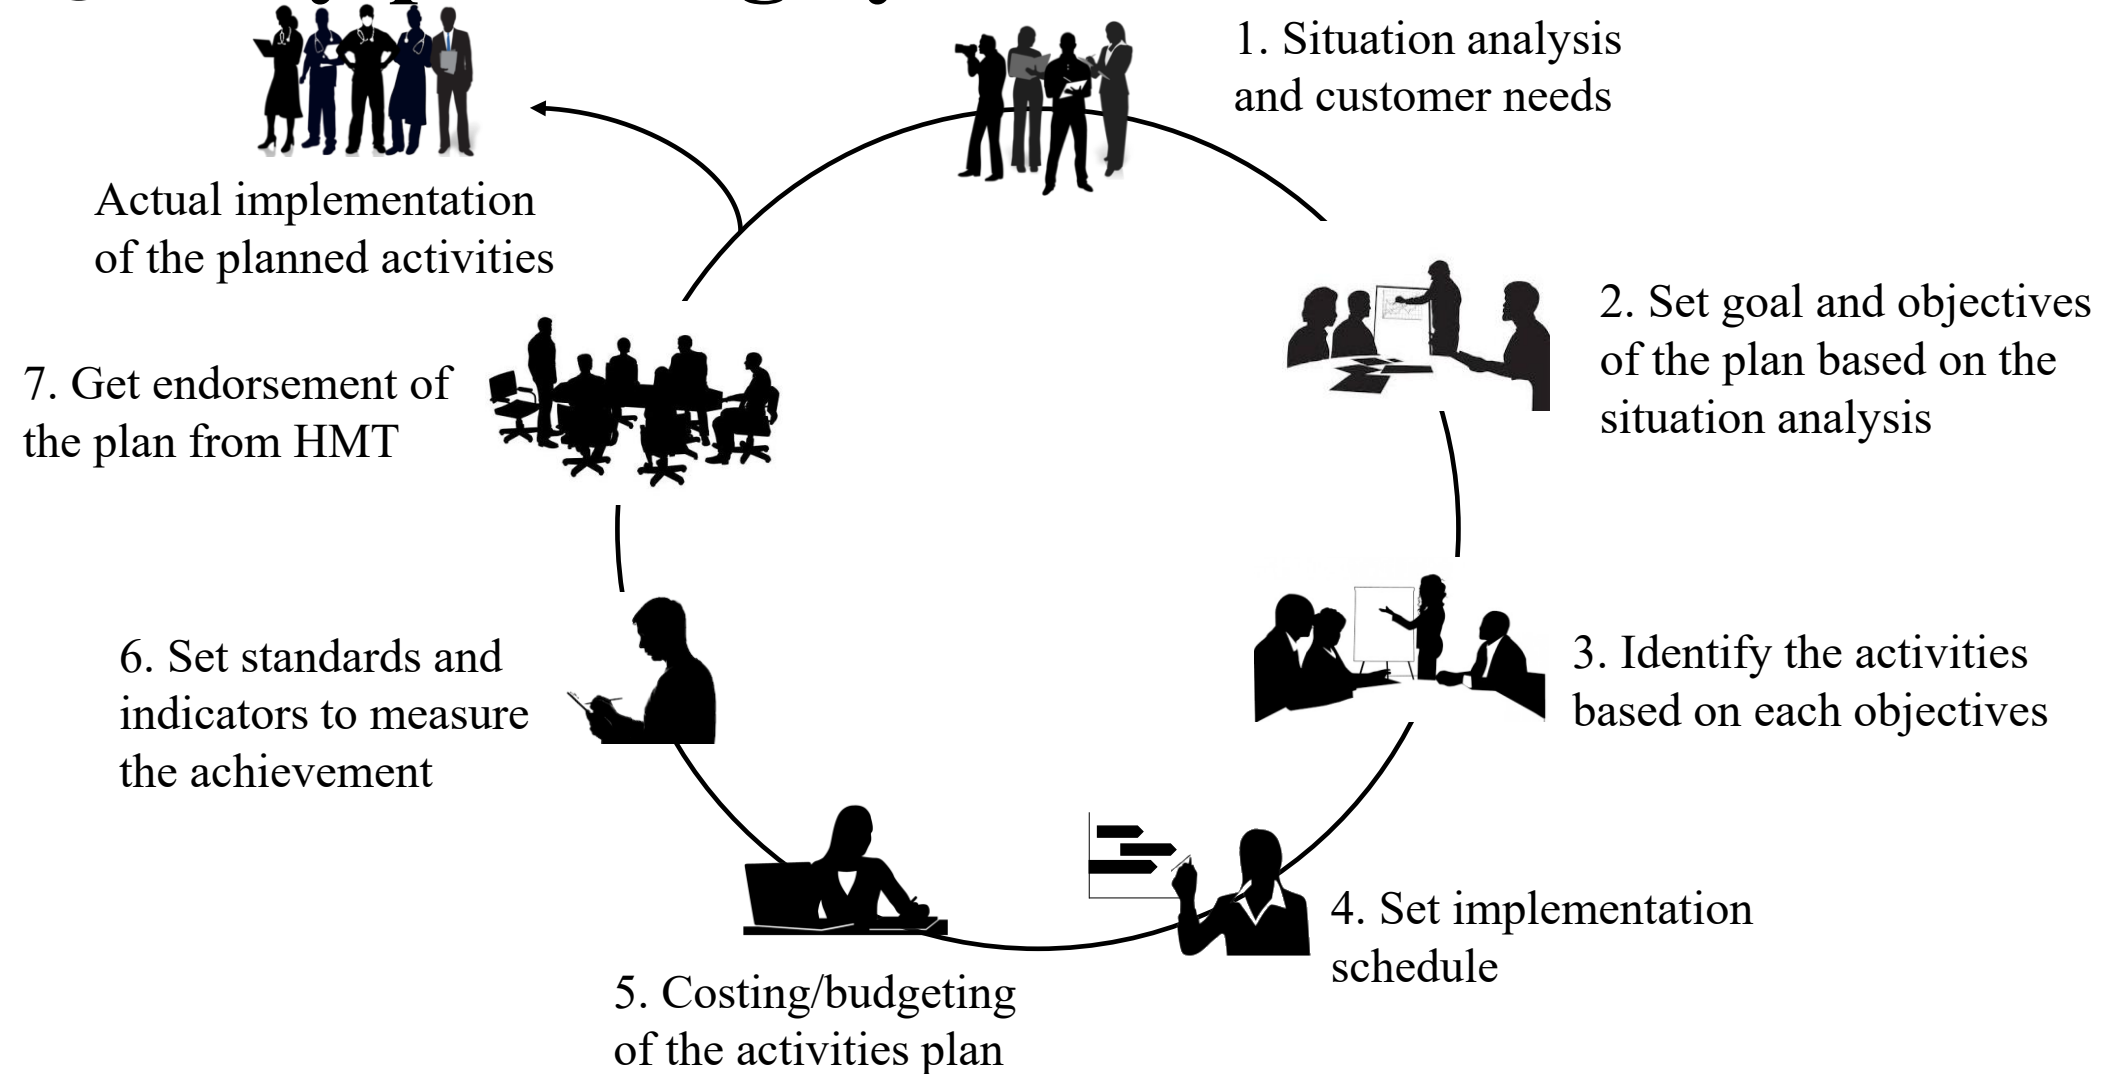 1. Situation analysis
and customer needs
2. Set goal and objectives
of the plan based on the
situation analysis
3. Identify the activities
based on each objectives
4. Set implementation
schedule
5. Costing/budgeting
of the activities plan
6. Set standards and
indicators to measure
the achievement
7. Get endorsement of
the plan from HMT
Actual implementation
of the planned activities